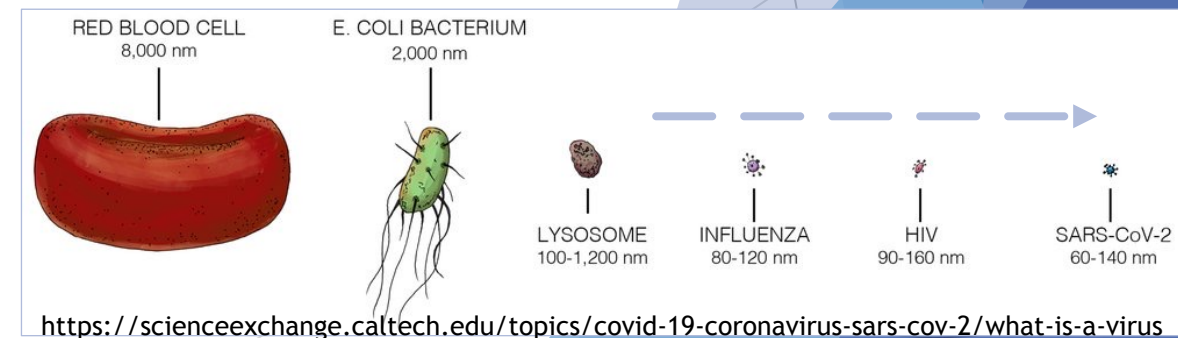 RED BLOOD CELL
8,000 nm
E. COLI BACTERIUM
2,000 nm
LYSOSOME
100-1,200 nm
INFLUENZA
80-120 nm
HIV
90-160 nm
SARS-CoV-2
60-140 nm
https://scienceexchange.caltech.edu/topics/covid-19-coronavirus-sars-cov-2/what-is-a-virus